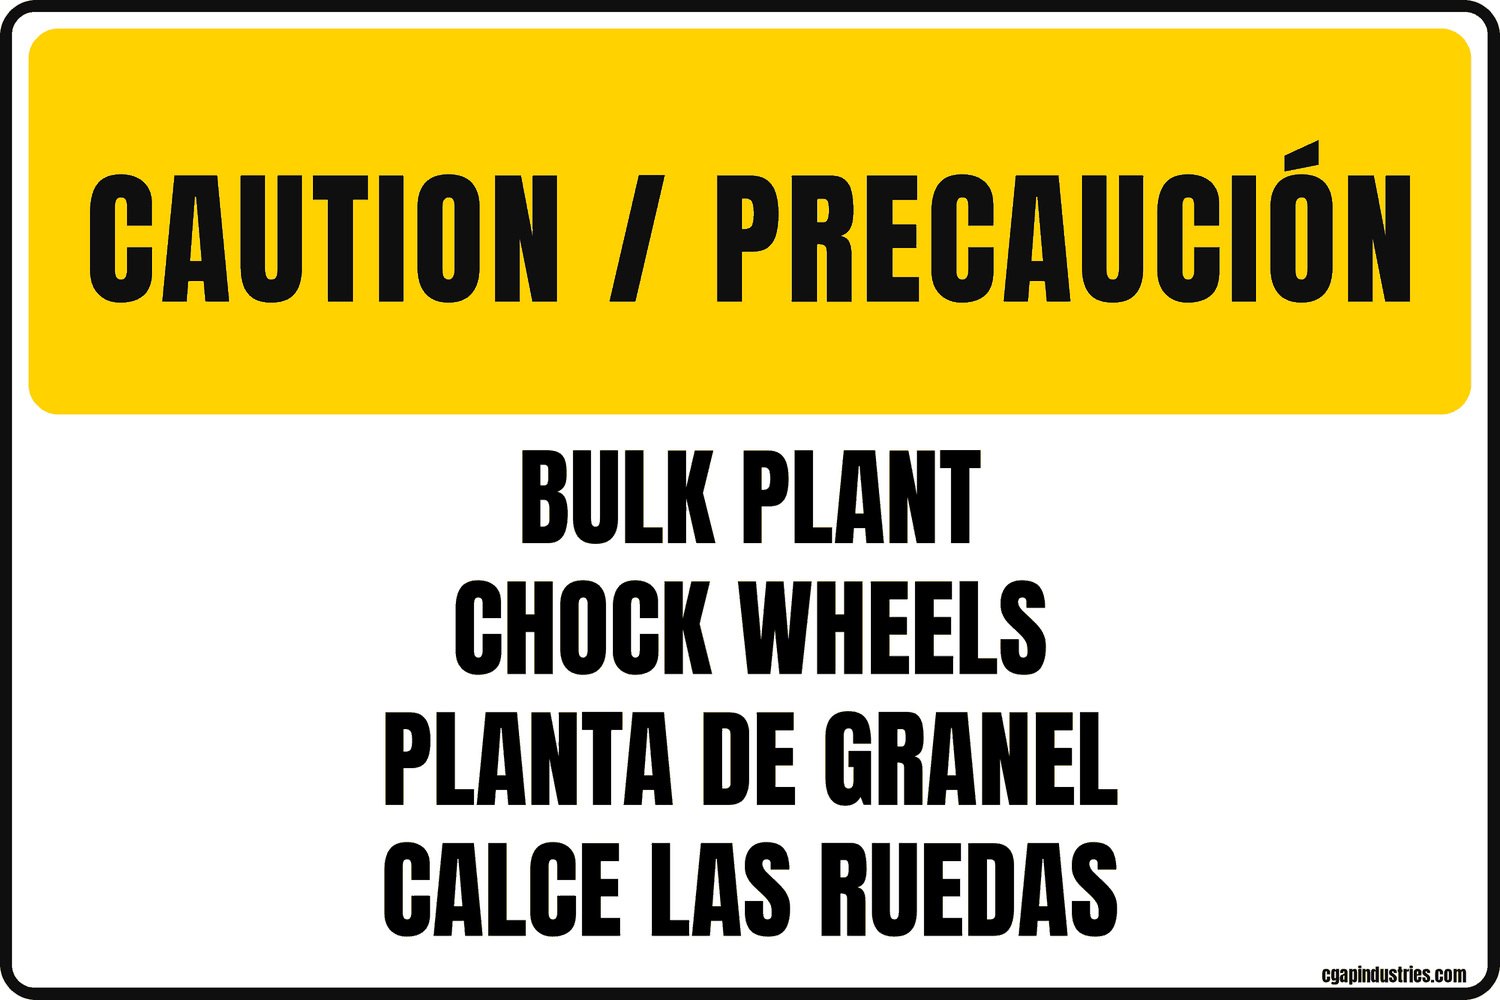 CAUTION / PRECAUCIÓN
BULK PLANT
CHOCK WHEELS
PLANTA DE GRANEL
CALCE LAS RUEDAS
cgapindustries.com